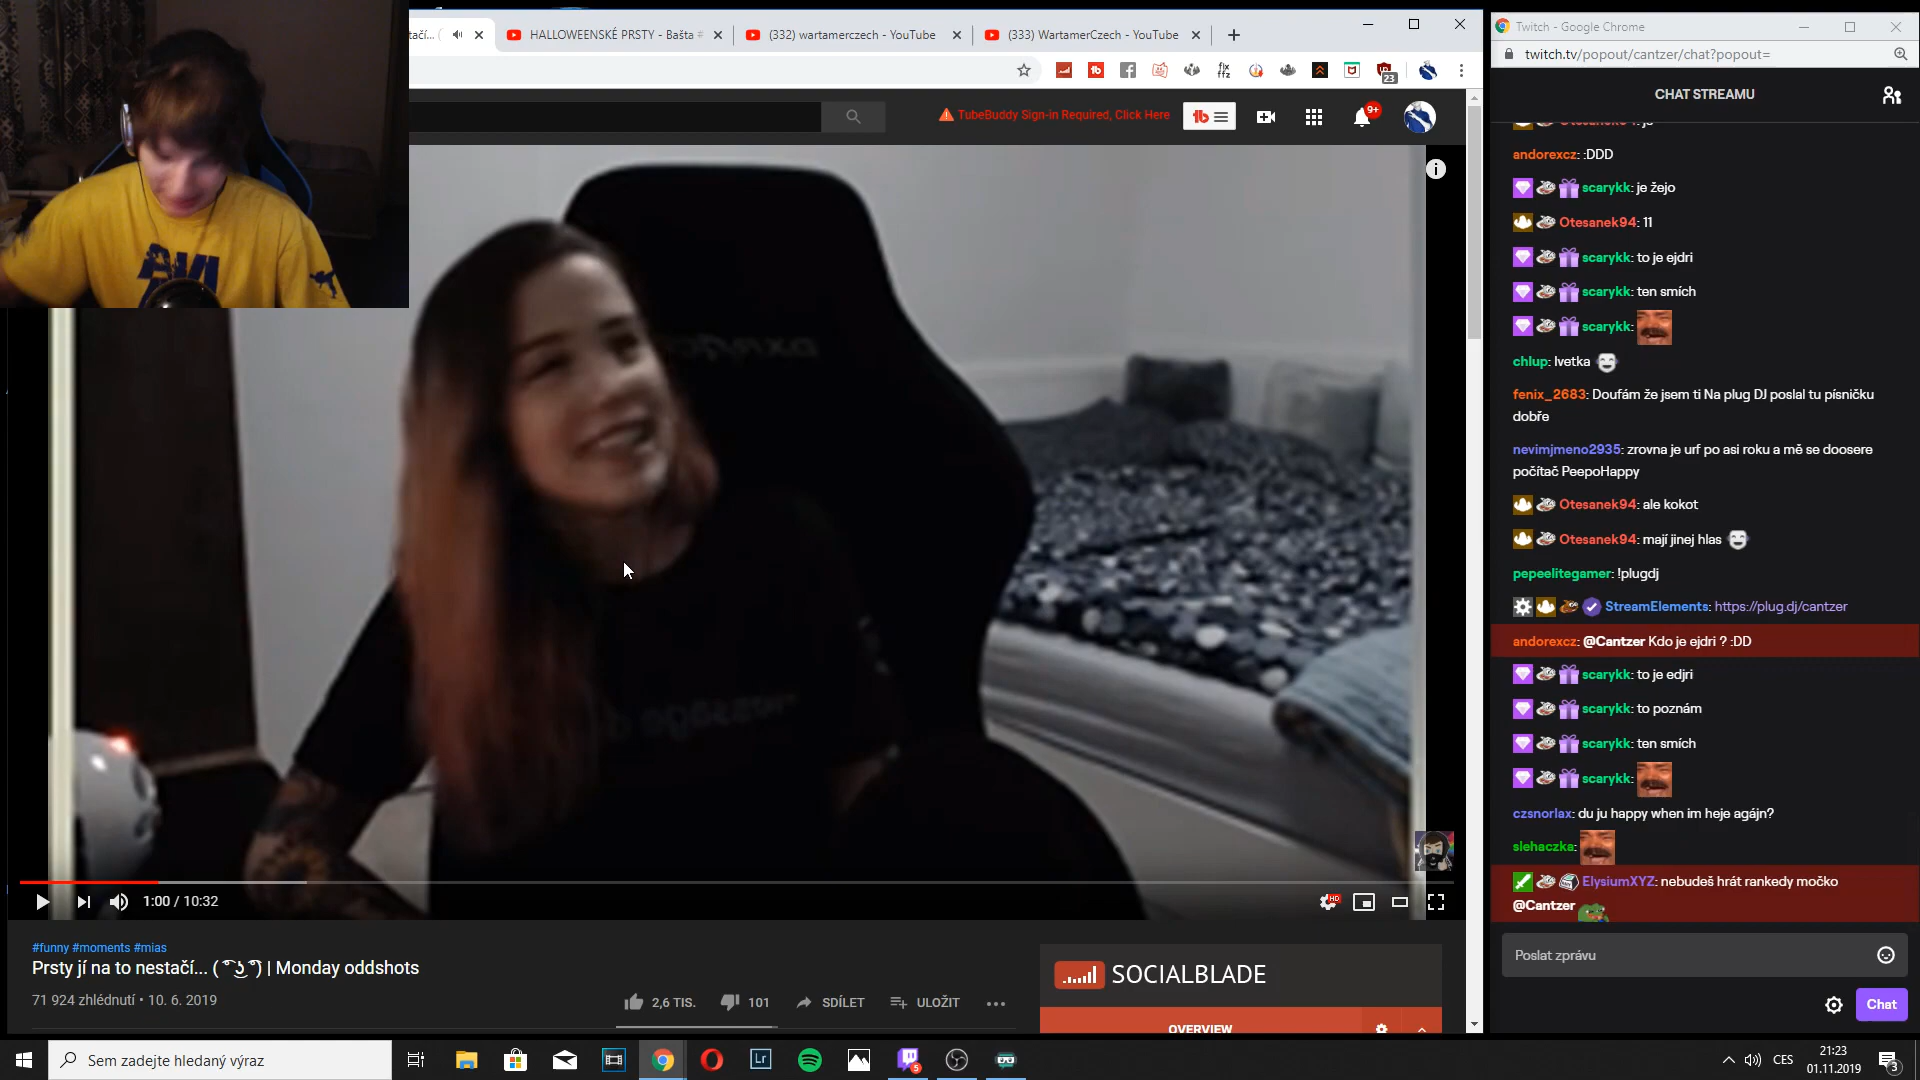 tačí... (
HALLOWEENSKÉ PRSTY - Bašta #
(332) wartamerczech - YouTube
(333) WartamerCzech - YouTube
Twitch - Google Chrome
twitch.tv/popout/cantzer/chat?popout=
23
TubeBuddy Sign-in Required, Click Here
9+
CHAT STREAMU
andorexcz: :DDD
scarykk: je žejo
Otesanek94: 11
scarykk: to je ejdri
scarykk: ten smích
scarykk:
chlup: Ivetka
fenix_2683: Doufám že jsem ti Na plug DJ poslal tu písničku
dobře
nevimjmeno2935: zrovna je urf po asi roku a mě se doosere
počítač PeepoHappy
Otesanek94: ale kokot
Otesanek94: mají jinej hlas
pepeelitegamer: !plugdj
StreamElements: https://plug.dj/cantzer
andorexcz: @Cantzer Kdo je ejdri ? :DD
scarykk: to je edjri
scarykk: to poznám
scarykk: ten smích
scarykk:
czsnorlax: du ju happy when im heje agájn?
slehaczka:
ElysiumXYZ: nebudeš hrát rankedy močko
@Cantzer
Poslat zprávu
Chat
1:00 / 10:32
HD
#funny #moments #mias
Prsty jí na to nestačí... ( ͡° ͜ʖ ͡°) | Monday oddshots
71 924 zhlédnutí • 10. 6. 2019
2,6 TIS.
101
SDÍLET
ULOŽIT
SOCIALBLADE
OVERVIEW
Sem zadejte hledaný výraz
Lr
5
CES
21:23
01.11.2019
3